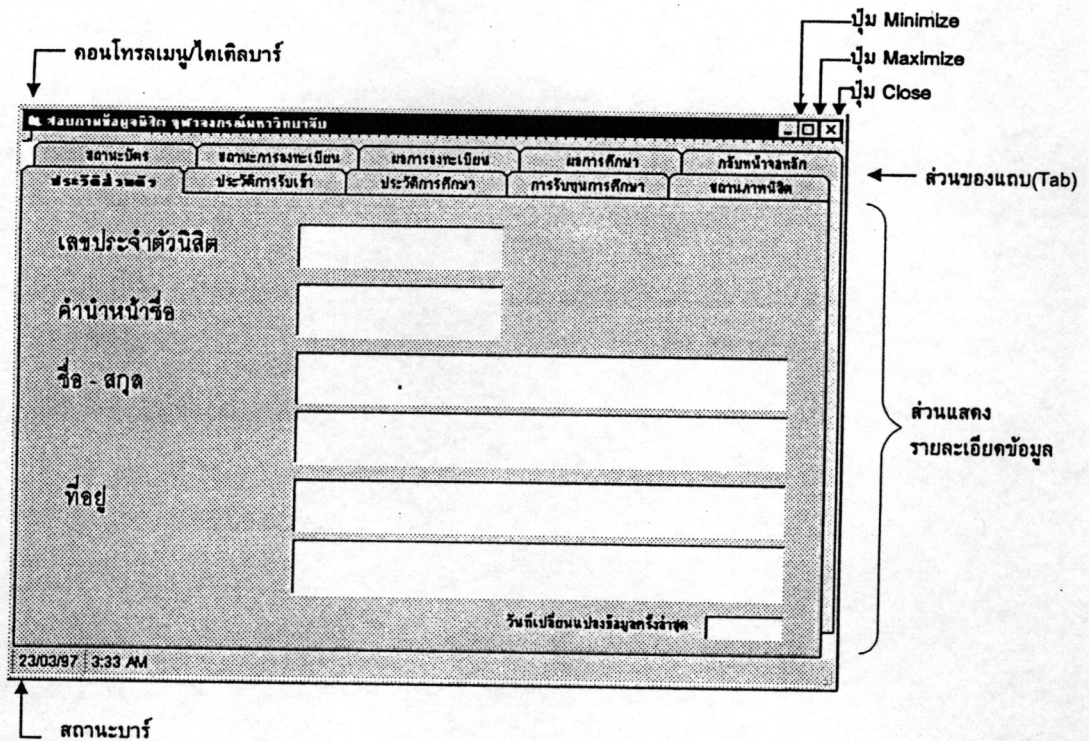 ปุ่ม Minimize
คอนโทรลเมนู/ไตเติลบาร์
ปุ่ม Maximize
ปุ่ม Close
สอบถามข้อมูลนิสิต จุฬาลงกรณ์มหาวิทยาลัย
สถานะบัตร สถานะการลงทะเบียน ผลการลงทะเบียน ผลการศึกษา กลับหน้าจอหลัก
ประวัติส่วนตัว ประวัติการรับเข้า ประวัติการศึกษา การรับทุนการศึกษา สถานภาพนิสิต
ส่วนของแถบ(Tab)
เลขประจำตัวนิสิต
คำนำหน้าชื่อ
ชื่อ - สกุล
ส่วนแสดง
รายละเอียดข้อมูล
ที่อยู่
วันที่เปลี่ยนแปลงข้อมูลครั้งล่าสุด
23/03/97 3:33 AM
สถานะบาร์